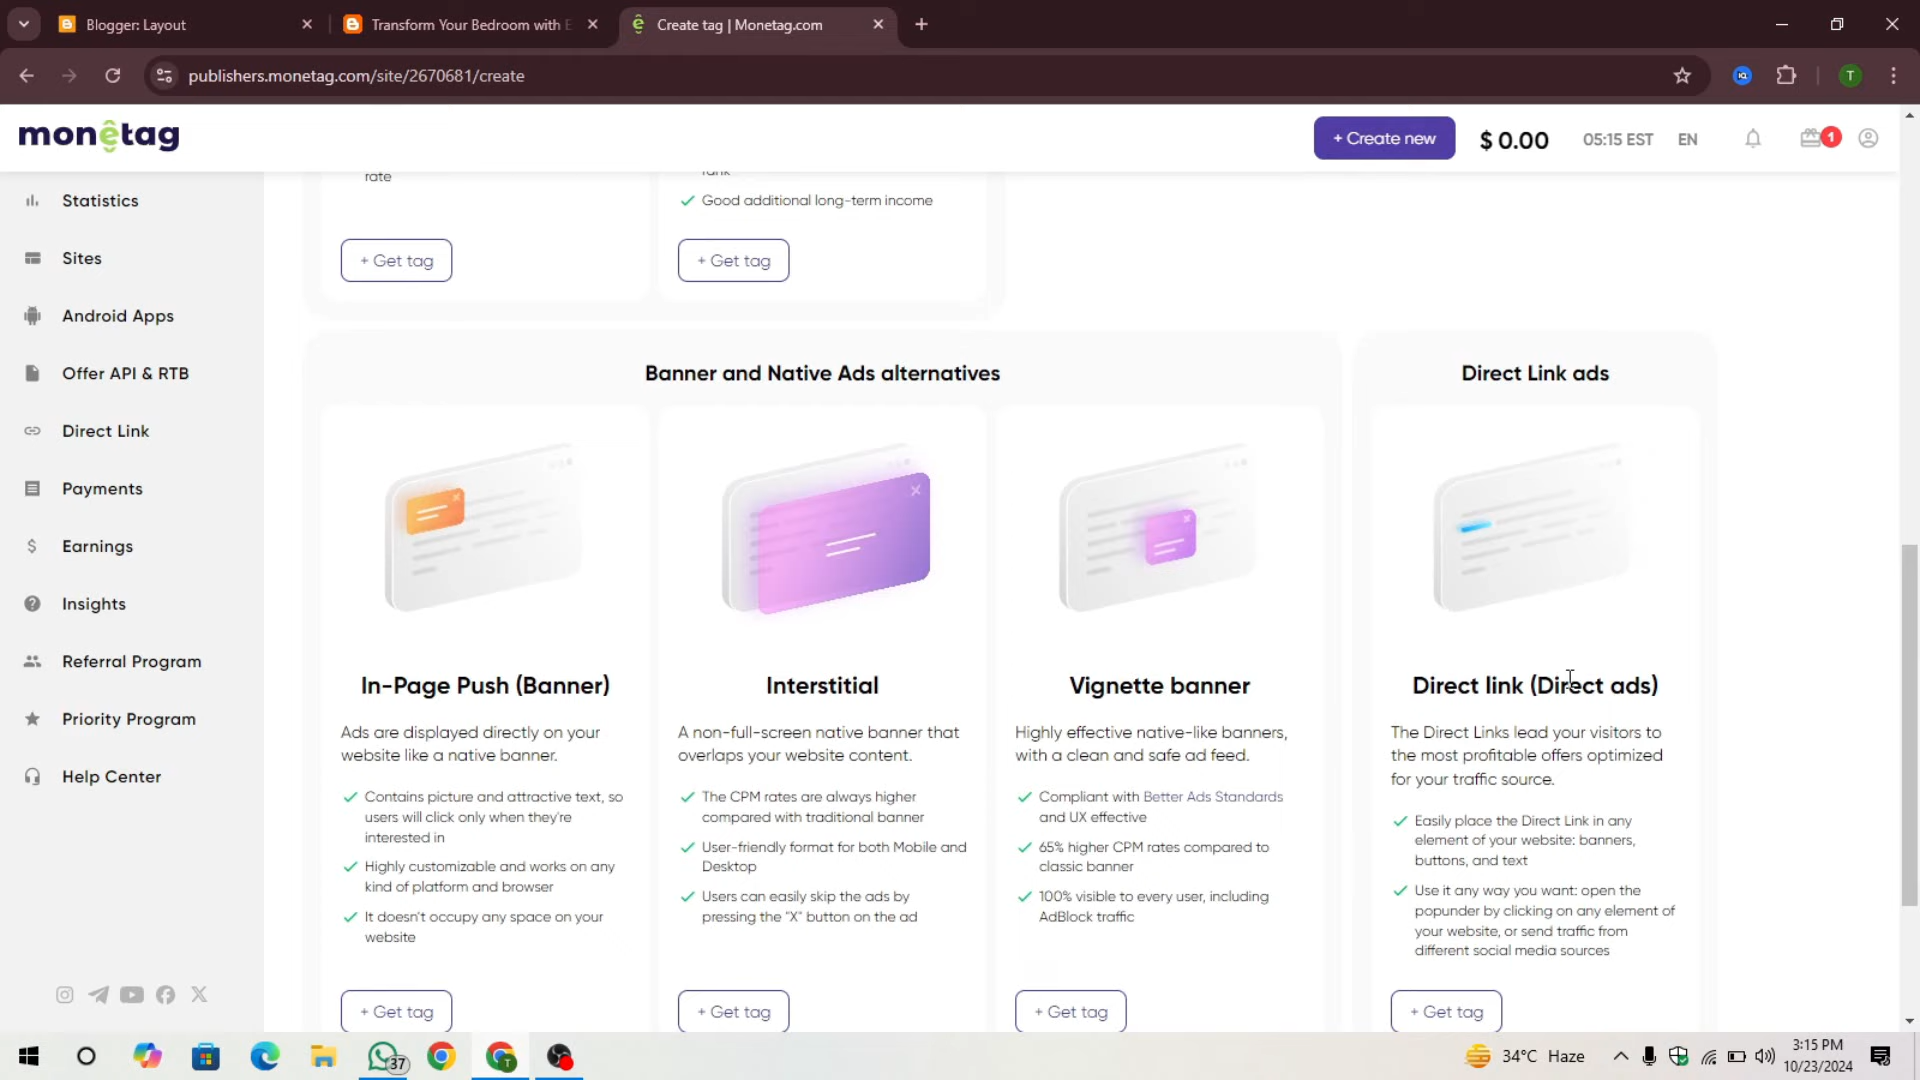 Blogger: Layout
Transform Your Bedroom with E
Create tag | Monetag.com
publishers.monetag.com/site/2670681/create
T
monêtag
+ Create new
$ 0.00
05:15 EST
EN
1
Statistics
Sites
Android Apps
Offer API & RTB
Direct Link
Payments
Earnings
Insights
Referral Program
Priority Program
Help Center
rate
rank
Good additional long-term income
+ Get tag
+ Get tag
Banner and Native Ads alternatives
Direct Link ads
In-Page Push (Banner)
Ads are displayed directly on your
website like a native banner.
Contains picture and attractive text, so
users will click only when they're
interested in
Highly customizable and works on any
kind of platform and browser
It doesn't occupy any space on your
website
+ Get tag
Interstitial
A non-full-screen native banner that
overlaps your website content.
The CPM rates are always higher
compared with traditional banner
User-friendly format for both Mobile and
Desktop
Users can easily skip the ads by
pressing the "X" button on the ad
+ Get tag
Vignette banner
Highly effective native-like banners,
with a clean and safe ad feed.
Compliant with Better Ads Standards
and UX effective
65% higher CPM rates compared to
classic banner
100% visible to every user, including
AdBlock traffic
+ Get tag
Direct link (Direct ads)
The Direct Links lead your visitors to
the most profitable offers optimized
for your traffic source.
Easily place the Direct Link in any
element of your website: banners,
buttons, and text
Use it any way you want: open the
popunder by clicking on any element of
your website, or send traffic from
different social media sources
+ Get tag
37
T
34°C Haze
3:15 PM
10/23/2024